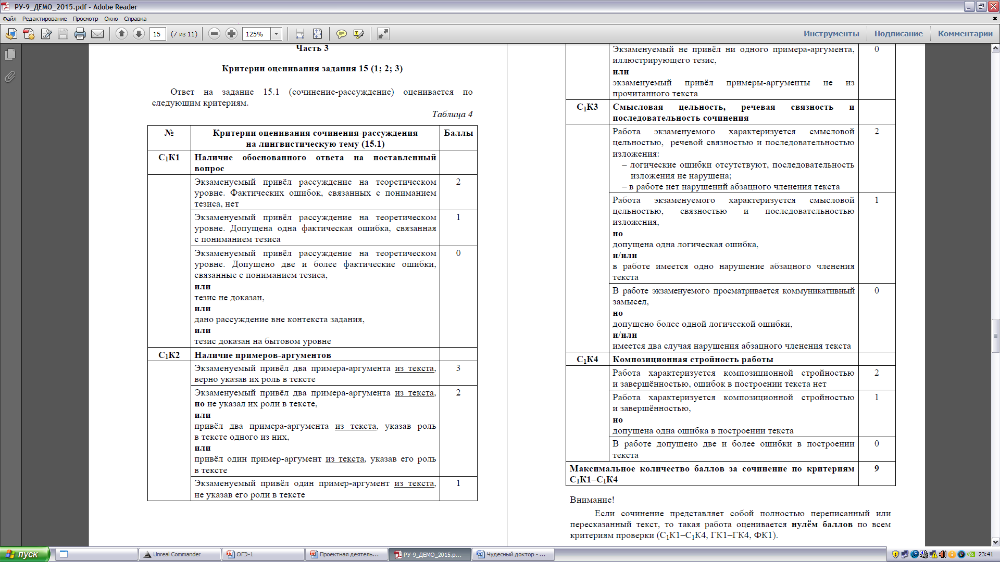 РУ-9_ДЕМО_2015.pdf - Adobe Reader
Файл Редактирование Просмотр Окно Справка
15 (7 из 11) 125% Инструменты Подписание Комментарии
Часть 3
Критерии оценивания задания 15 (1; 2; 3)
Ответ на задание 15.1 (сочинение-рассуждение) оценивается по
следующим критериям.
Таблица 4
№ Критерии оценивания сочинения-рассуждения Баллы
на лингвистическую тему (15.1)
С1К1 Наличие обоснованного ответа на поставленный
вопрос
Экзаменуемый привёл рассуждение на теоретическом 2
уровне. Фактических ошибок, связанных с пониманием
тезиса, нет
Экзаменуемый привёл рассуждение на теоретическом 1
уровне. Допущена одна фактическая ошибка, связанная
с пониманием тезиса
Экзаменуемый привёл рассуждение на теоретическом 0
уровне. Допущено две и более фактические ошибки,
связанные с пониманием тезиса,
или
тезис не доказан,
или
дано рассуждение вне контекста задания,
или
тезис доказан на бытовом уровне
С1К2 Наличие примеров-аргументов
Экзаменуемый привёл два примера-аргумента из текста, 3
верно указав их роль в тексте
Экзаменуемый привёл два примера-аргумента из текста, 2
но не указал их роли в тексте,
или
привёл два примера-аргумента из текста, указав роль
в тексте одного из них,
или
привёл один пример-аргумент из текста, указав его роль
в тексте
Экзаменуемый привёл один пример-аргумент из текста, 1
не указав его роли в тексте
Экзаменуемый не привёл ни одного примера-аргумента, 0
иллюстрирующего тезис,
или
экзаменуемый привёл примеры-аргументы не из
прочитанного текста
С1К3 Смысловая цельность, речевая связность и
последовательность сочинения
Работа экзаменуемого характеризуется смысловой 2
цельностью, речевой связностью и последовательностью
изложения:
– логические ошибки отсутствуют, последовательность
изложения не нарушена;
– в работе нет нарушений абзацного членения текста
Работа экзаменуемого характеризуется смысловой 1
цельностью, связностью и последовательностью
изложения,
но
допущена одна логическая ошибка,
и/или
в работе имеется одно нарушение абзацного членения
текста
В работе экзаменуемого просматривается коммуникативный 0
замысел,
но
допущено более одной логической ошибки,
и/или
имеется два случая нарушения абзацного членения текста
С1К4 Композиционная стройность работы
Работа характеризуется композиционной стройностью 2
и завершённостью, ошибок в построении текста нет
Работа характеризуется композиционной стройностью 1
и завершённостью,
но
допущена одна ошибка в построении текста
В работе допущено две и более ошибки в построении 0
текста
Максимальное количество баллов за сочинение по критериям 9
С1К1–С1К4
Внимание!
Если сочинение представляет собой полностью переписанный или
пересказанный текст, то такая работа оценивается нулём баллов по всем
критериям проверки (С1К1–С1К4, ГК1–ГК4, ФК1).
пуск Unreal Commander ОГЭ-1 Проектная деятель... РУ-9_ДЕМО_2015.р... Чудесный доктор - ... 23:41